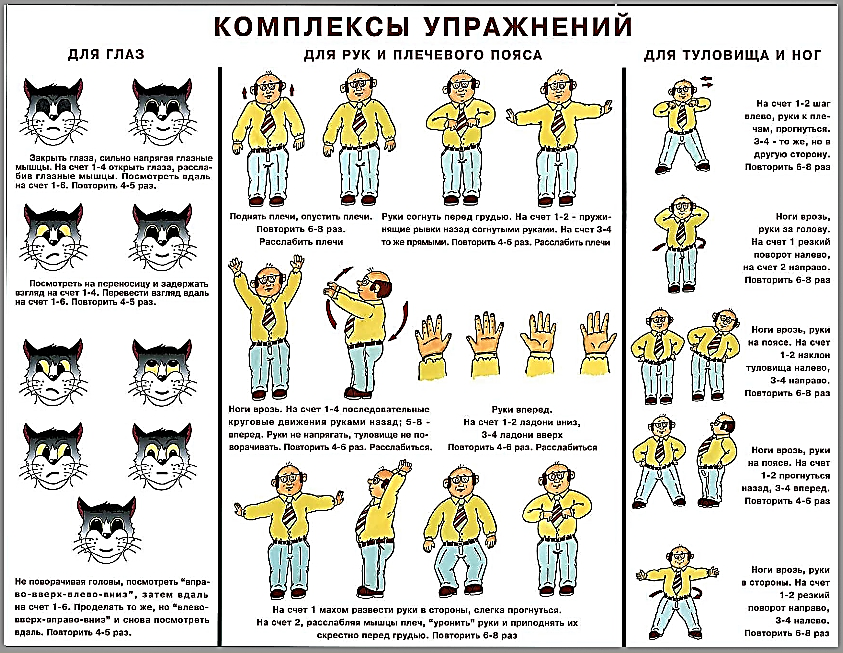 КОМПЛЕКСЫ УПРАЖНЕНИЙ
ДЛЯ ГЛАЗ
Закрыть глаза, сильно напрягая глазные
мышцы. На счет 1-4 открыть глаза, рассла-
бив глазные мышцы. Посмотреть вдаль
на счет 1-6. Повторить 4-5 раз.
Посмотреть на переносицу и задержать
взгляд на счет 1-4. Перевести взгляд вдаль
на счет 1-6. Повторить 4-5 раз.
Не поворачивая головы, посмотреть "впра-
во-вверх-влево-вниз", затем вдаль
на счет 1-6. Проделать то же, но "влево-
вверх-вправо-вниз" и снова посмотреть
вдаль. Повторить 4-5 раз.
ДЛЯ РУК И ПЛЕЧЕВОГО ПОЯСА
Поднять плечи, опустить плечи.
Повторить 6-8 раз.
Расслабить плечи
Руки согнуть перед грудью. На счет 1-2 - пружи-
нящие рывки назад согнутыми руками. На счет 3-4
то же прямыми. Повторить 4-6 раз. Расслабить плечи
Ноги врозь. На счет 1-4 последовательные
круговые движения руками назад; 5-8 -
вперед. Руки не напрягать, туловище не по-
ворачивать. Повторить 4-6 раз. Расслабиться.
Руки вперед.
На счет 1-2 ладони вниз,
3-4 ладони вверх
Повторить 4-6 раз. Расслабиться
На счет 1 махом развести руки в стороны, слегка прогнуться.
На счет 2, расслабляя мышцы плеч, "уронить" руки и приподнять их
скрестно перед грудью. Повторить 6-8 раз
ДЛЯ ТУЛОВИЩА И НОГ
На счет 1-2 шаг
влево, руки к пле-
чам, прогнуться.
3-4 - то же, но в
другую сторону.
Повторить 6-8 раз
Ноги врозь,
руки за голову.
На счет 1 резкий
поворот налево,
на счет 2 направо.
Повторить 6-8 раз
Ноги врозь, руки
на поясе. На счет
1-2 наклон
туловища налево,
3-4 направо.
Повторить 6-8 раз
Ноги врозь, руки
на поясе. На счет
1-2 прогнуться
назад, 3-4 вперед.
Повторить 4-6 раз
Ноги врозь, руки
в стороны. На счет
1-2 резкий
поворот направо,
3-4 налево.
Повторить 6-8 раз